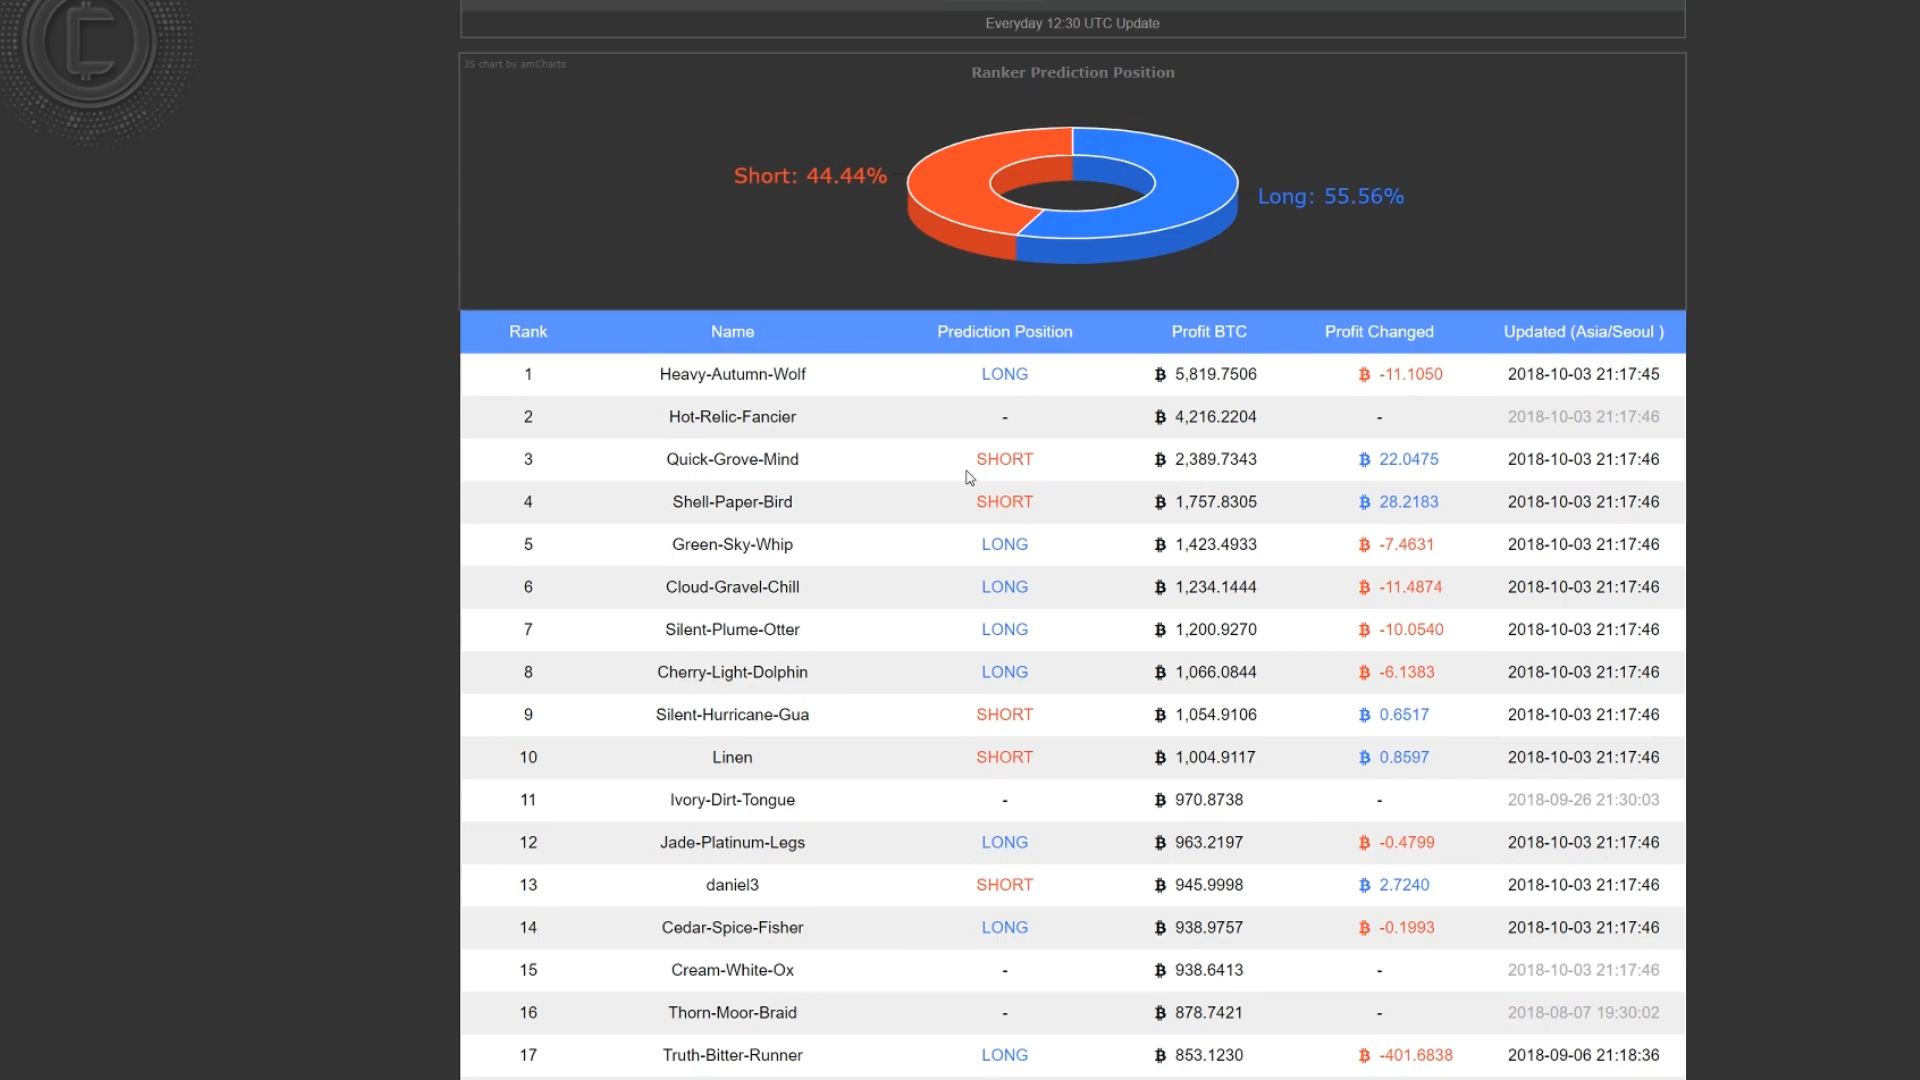 Everyday 12:30 UTC Update
JS chart by amCharts
Ranker Prediction Position
Short: 44.44%
Long: 55.56%
Rank Name Prediction Position Profit BTC Profit Changed Updated (Asia/Seoul )
1 Heavy-Autumn-Wolf LONG ₿ 5,819.7506 ₿ -11.1050 2018-10-03 21:17:45
2 Hot-Relic-Fancier - ₿ 4,216.2204 - 2018-10-03 21:17:46
3 Quick-Grove-Mind SHORT ₿ 2,389.7343 ₿ 22.0475 2018-10-03 21:17:46
4 Shell-Paper-Bird SHORT ₿ 1,757.8305 ₿ 28.2183 2018-10-03 21:17:46
5 Green-Sky-Whip LONG ₿ 1,423.4933 ₿ -7.4631 2018-10-03 21:17:46
6 Cloud-Gravel-Chill LONG ₿ 1,234.1444 ₿ -11.4874 2018-10-03 21:17:46
7 Silent-Plume-Otter LONG ₿ 1,200.9270 ₿ -10.0540 2018-10-03 21:17:46
8 Cherry-Light-Dolphin LONG ₿ 1,066.0844 ₿ -6.1383 2018-10-03 21:17:46
9 Silent-Hurricane-Gua SHORT ₿ 1,054.9106 ₿ 0.6517 2018-10-03 21:17:46
10 Linen SHORT ₿ 1,004.9117 ₿ 0.8597 2018-10-03 21:17:46
11 Ivory-Dirt-Tongue - ₿ 970.8738 - 2018-09-26 21:30:03
12 Jade-Platinum-Legs LONG ₿ 963.2197 ₿ -0.4799 2018-10-03 21:17:46
13 daniel3 SHORT ₿ 945.9998 ₿ 2.7240 2018-10-03 21:17:46
14 Cedar-Spice-Fisher LONG ₿ 938.9757 ₿ -0.1993 2018-10-03 21:17:46
15 Cream-White-Ox - ₿ 938.6413 - 2018-10-03 21:17:46
16 Thorn-Moor-Braid - ₿ 878.7421 - 2018-08-07 19:30:02
17 Truth-Bitter-Runner LONG ₿ 853.1230 ₿ -401.6838 2018-09-06 21:18:36